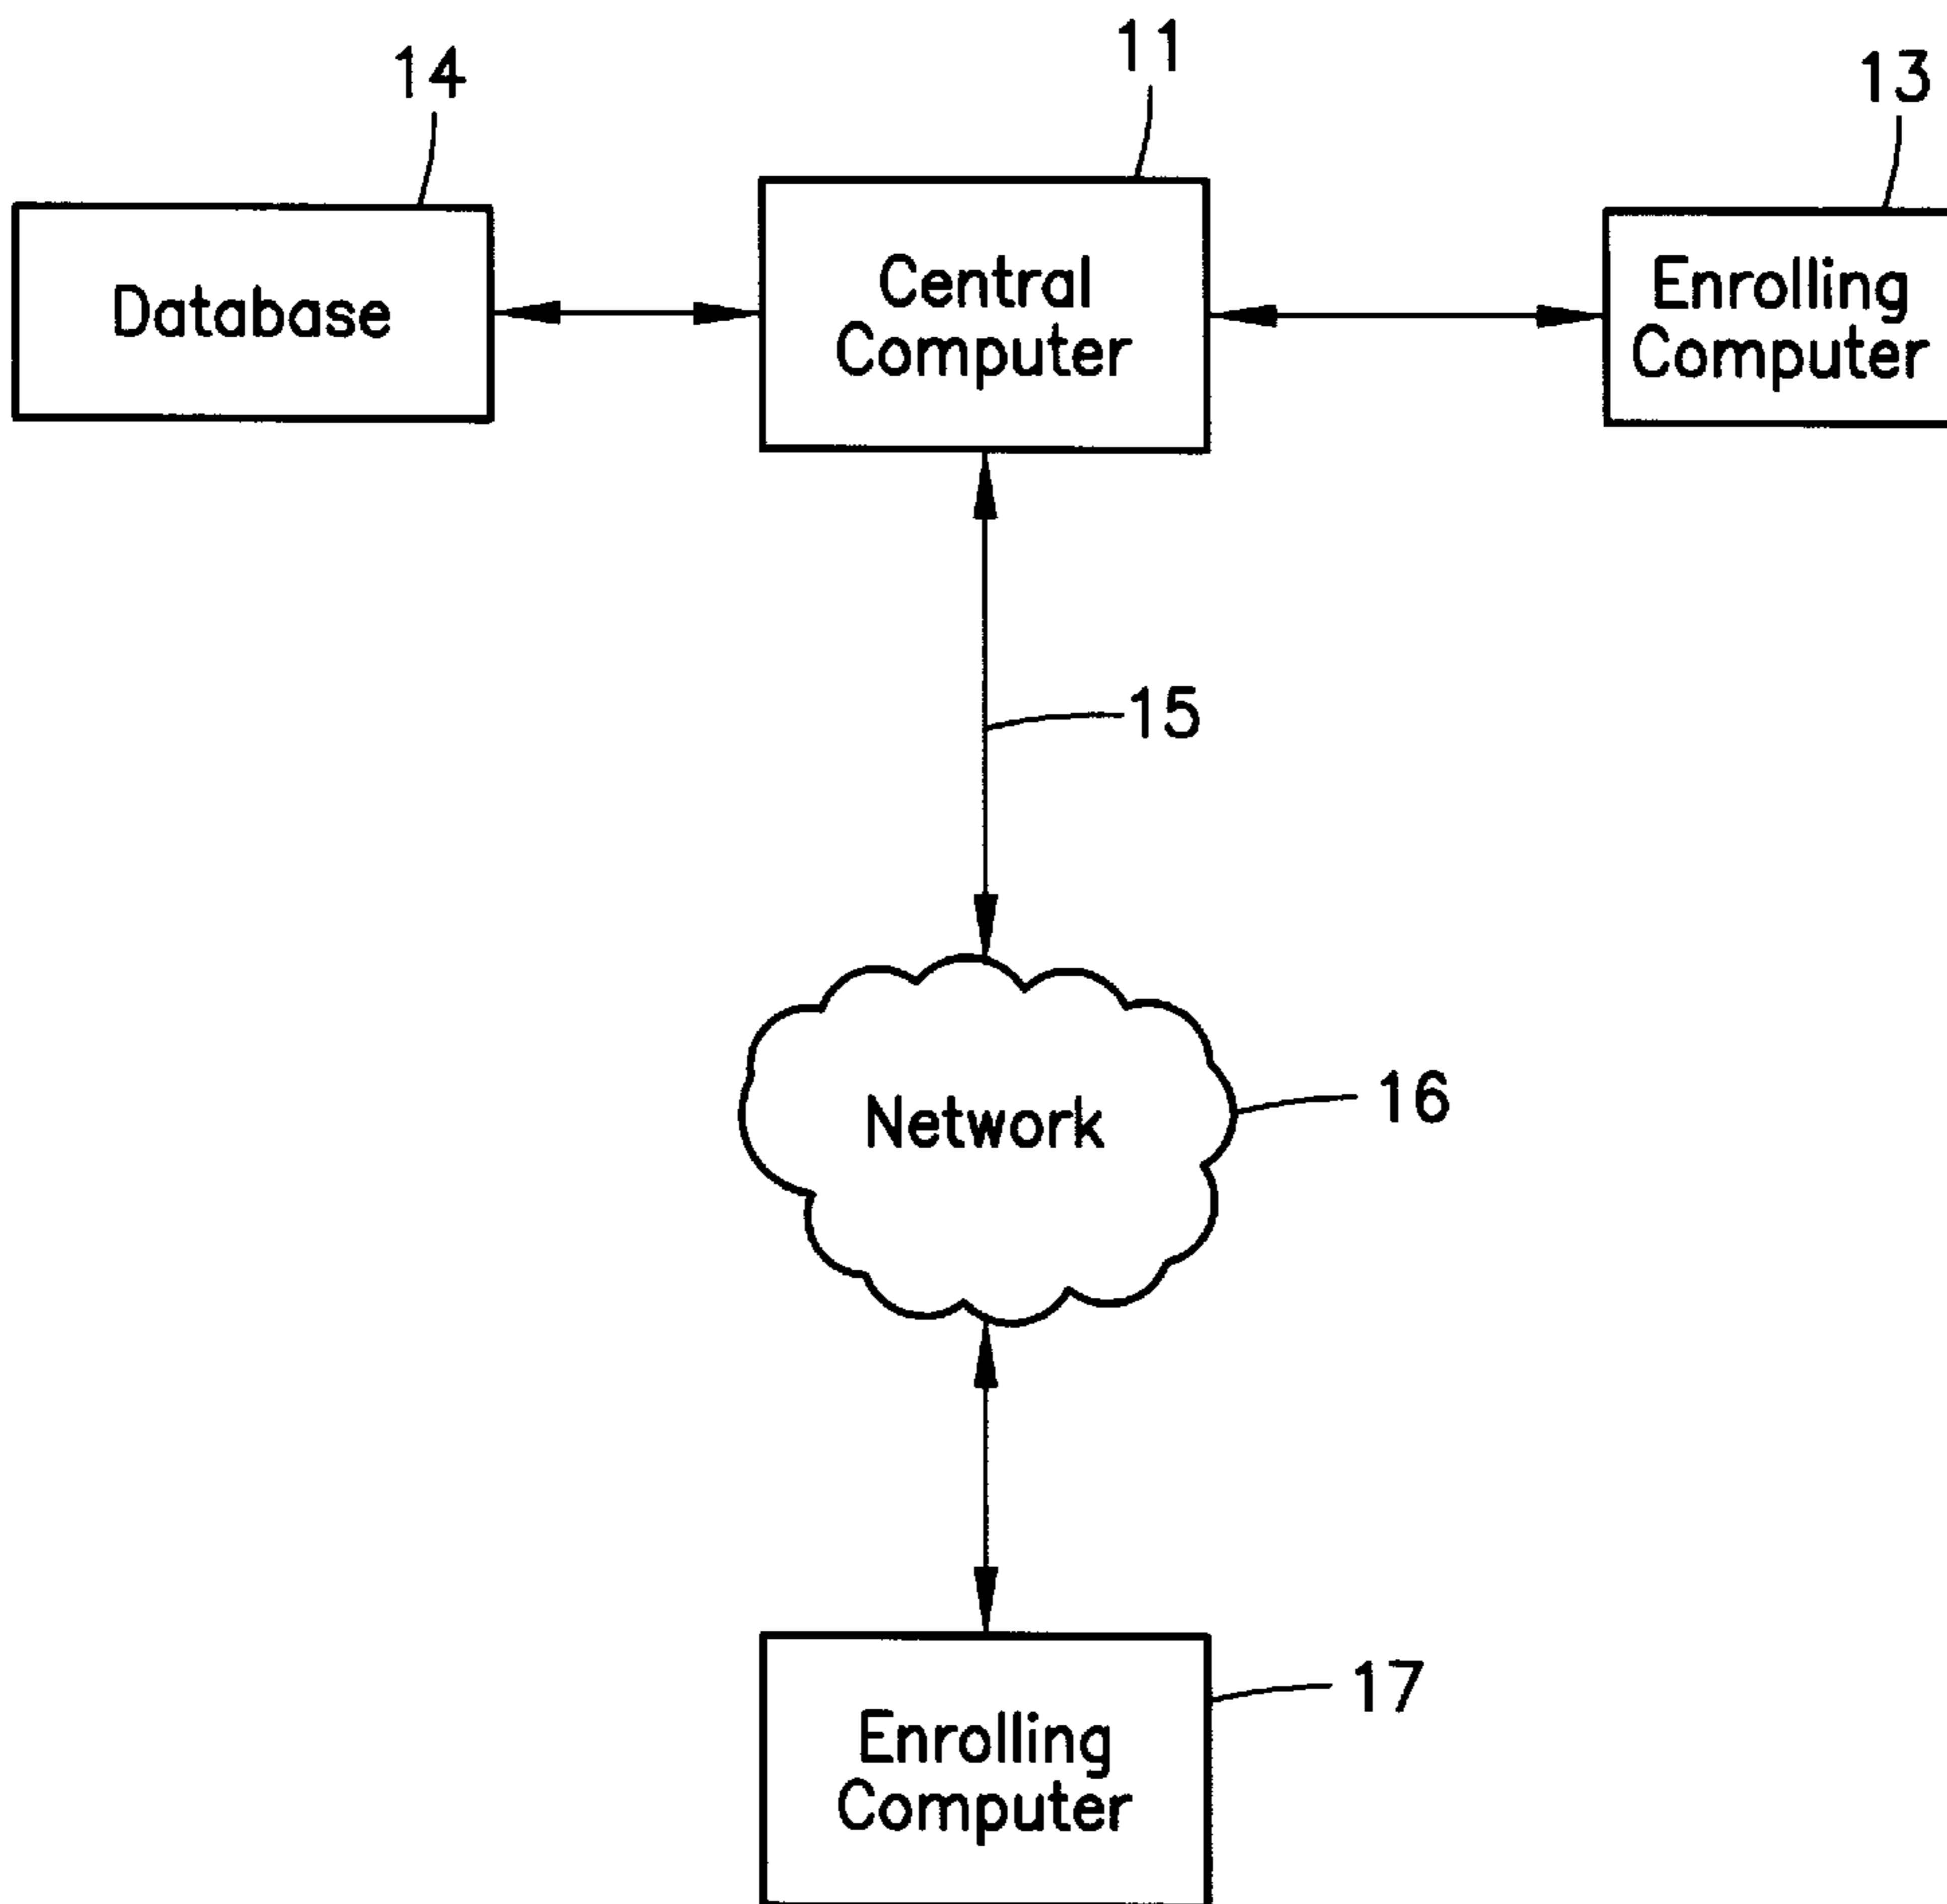 14
11
13
Database
Central
Computer
Enrolling
Computer
15
Network
16
17
Enrolling
Computer